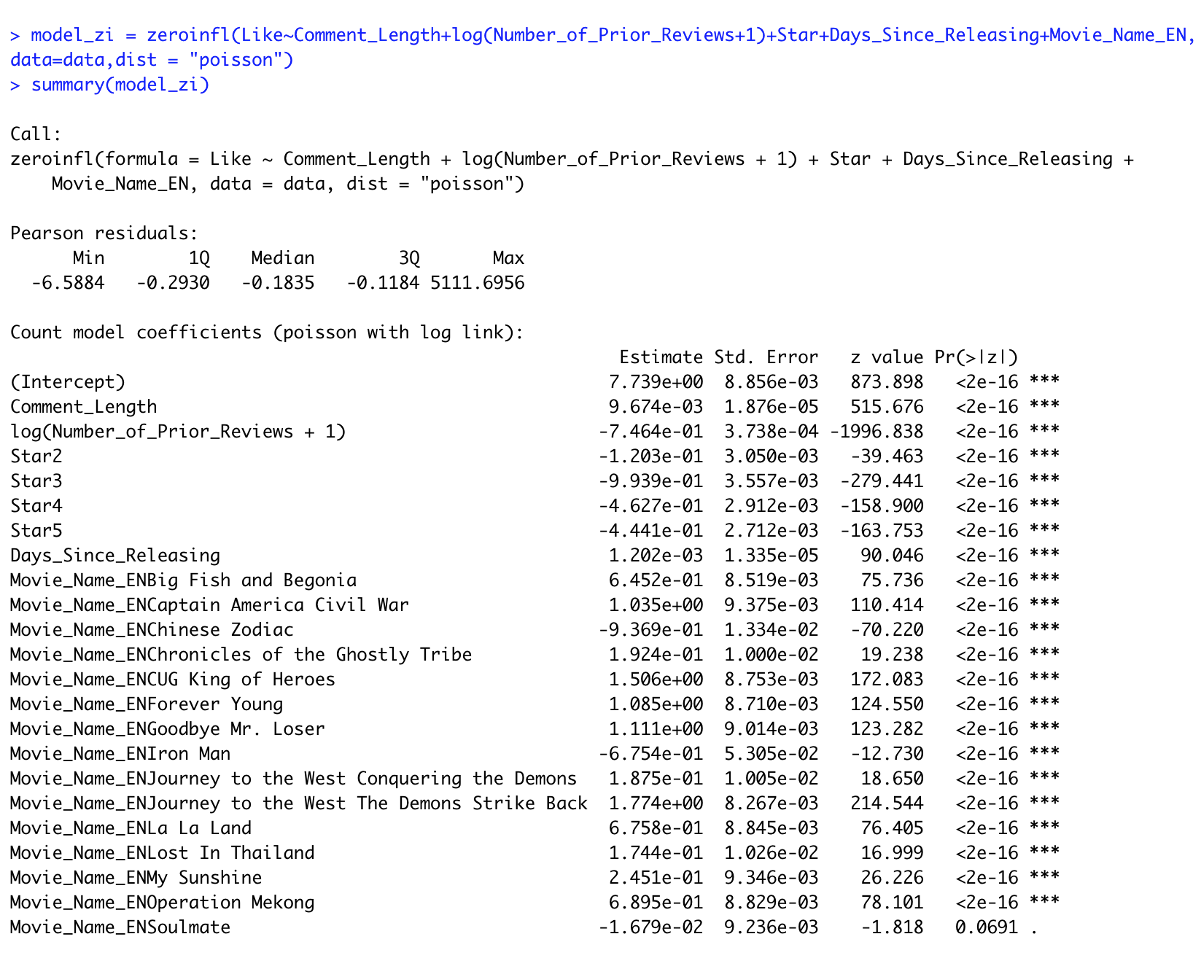 > model_zi = zeroinfl(Like~Comment_Length+log(Number_of_Prior_Reviews+1)+Star+Days_Since_Releasing+Movie_Name_EN,
data=data,dist = "poisson")
> summary(model_zi)
Call:
zeroinfl(formula = Like ~ Comment_Length + log(Number_of_Prior_Reviews + 1) + Star + Days_Since_Releasing +
Movie_Name_EN, data = data, dist = "poisson")
Pearson residuals:
Min 1Q Median 3Q Max
-6.5884 -0.2930 -0.1835 -0.1184 5111.6956
Count model coefficients (poisson with log link):
Estimate Std. Error z value Pr(>|z|)
(Intercept) 7.739e+00 8.856e-03 873.898 <2e-16 ***
Comment_Length 9.674e-03 1.876e-05 515.676 <2e-16 ***
log(Number_of_Prior_Reviews + 1) -7.464e-01 3.738e-04 -1996.838 <2e-16 ***
Star2 -1.203e-01 3.050e-03 -39.463 <2e-16 ***
Star3 -9.939e-01 3.557e-03 -279.441 <2e-16 ***
Star4 -4.627e-01 2.912e-03 -158.900 <2e-16 ***
Star5 -4.441e-01 2.712e-03 -163.753 <2e-16 ***
Days_Since_Releasing 1.202e-03 1.335e-05 90.046 <2e-16 ***
Movie_Name_ENBig Fish and Begonia 6.452e-01 8.519e-03 75.736 <2e-16 ***
Movie_Name_ENCaptain America Civil War 1.035e+00 9.375e-03 110.414 <2e-16 ***
Movie_Name_ENChinese Zodiac -9.369e-01 1.334e-02 -70.220 <2e-16 ***
Movie_Name_ENChronicles of the Ghostly Tribe 1.924e-01 1.000e-02 19.238 <2e-16 ***
Movie_Name_ENCUG King of Heroes 1.506e+00 8.753e-03 172.083 <2e-16 ***
Movie_Name_ENForever Young 1.085e+00 8.710e-03 124.550 <2e-16 ***
Movie_Name_ENGoodbye Mr. Loser 1.111e+00 9.014e-03 123.282 <2e-16 ***
Movie_Name_ENIron Man -6.754e-01 5.305e-02 -12.730 <2e-16 ***
Movie_Name_ENJourney to the West Conquering the Demons 1.875e-01 1.005e-02 18.650 <2e-16 ***
Movie_Name_ENJourney to the West The Demons Strike Back 1.774e+00 8.267e-03 214.544 <2e-16 ***
Movie_Name_ENLa La Land 6.758e-01 8.845e-03 76.405 <2e-16 ***
Movie_Name_ENLost In Thailand 1.744e-01 1.026e-02 16.999 <2e-16 ***
Movie_Name_ENMy Sunshine 2.451e-01 9.346e-03 26.226 <2e-16 ***
Movie_Name_ENOperation Mekong 6.895e-01 8.829e-03 78.101 <2e-16 ***
Movie_Name_ENSoulmate -1.679e-02 9.236e-03 -1.818 0.0691 .